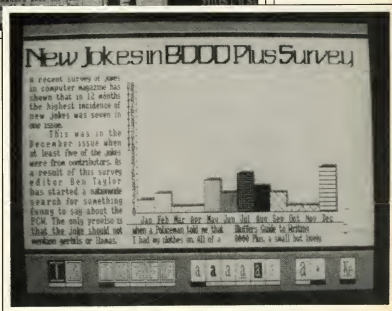 New Jokes in 8000 Plus Survey
A recent survey of jokes
in computer magazine has
shown that in 12 months
the highest incidence of
new jokes was seven in
one issue.
This was in the
December issue when
at least five of the jokes
were from contributors. As
a result of this survey
editor Ben Taylor
has started a nationwide
search for something
funny to say about the
PCW. The only proviso is
that the joke should not
mention gerbils or llamas.
Jan Feb Mar Apr May Jun Jul Aug Sep Oct Nov Dec
when a Policeman told me that
I had my clothes on. All of a
Bluffers Guide to Writing
8000 Plus, a small but lovely
a a a a a